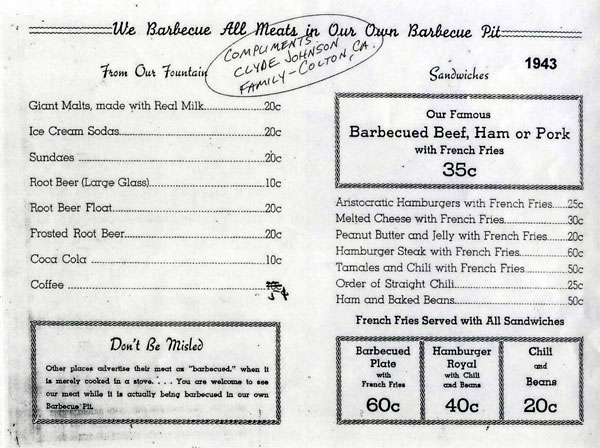 We Barbecue All Meats in Our Own Barbecue Pit
COMPLIMENTS
CLYDE JOHNSON
FAMILY - COLTON, CA.
1943
From Our Fountain
Giant Malts, made with Real Milk 20c
Ice Cream Sodas 20c
Sundaes 20c
Root Beer (Large Glass) 10c
Root Beer Float 20c
Frosted Root Beer 20c
Coca Cola 10c
Coffee 5¢
Don't Be Misled
Other places advertise their meat as "barbecued," when it
is merely cooked in a stove. . . . You are welcome to see
our meat while it is actually being barbecued in our own
Barbecue Pit.
Sandwiches
Our Famous
Barbecued Beef, Ham or Pork
with French Fries
35c
Aristocratic Hamburgers with French Fries 25c
Melted Cheese with French Fries 30c
Peanut Butter and Jelly with French Fries 20c
Hamburger Steak with French Fries 60c
Tamales and Chili with French Fries 50c
Order of Straight Chili 25c
Ham and Baked Beans 50c
French Fries Served with All Sandwiches
Barbecued
Plate
with
French Fries
60c
Hamburger
Royal
with Chili
and Beans
40c
Chili
and
Beans
20c